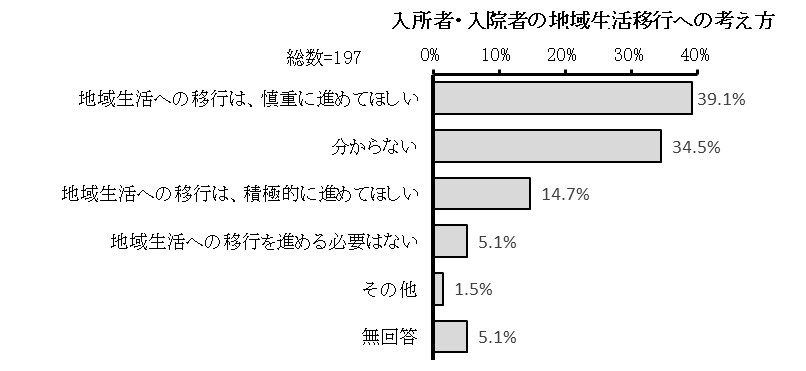 入所者・入院者の地域生活移行への考え方
総数=197
0% 10% 20% 30% 40%
地域生活への移行は、慎重に進めてほしい 39.1%
分からない 34.5%
地域生活への移行は、積極的に進めてほしい 14.7%
地域生活への移行を進める必要はない 5.1%
その他 1.5%
無回答 5.1%